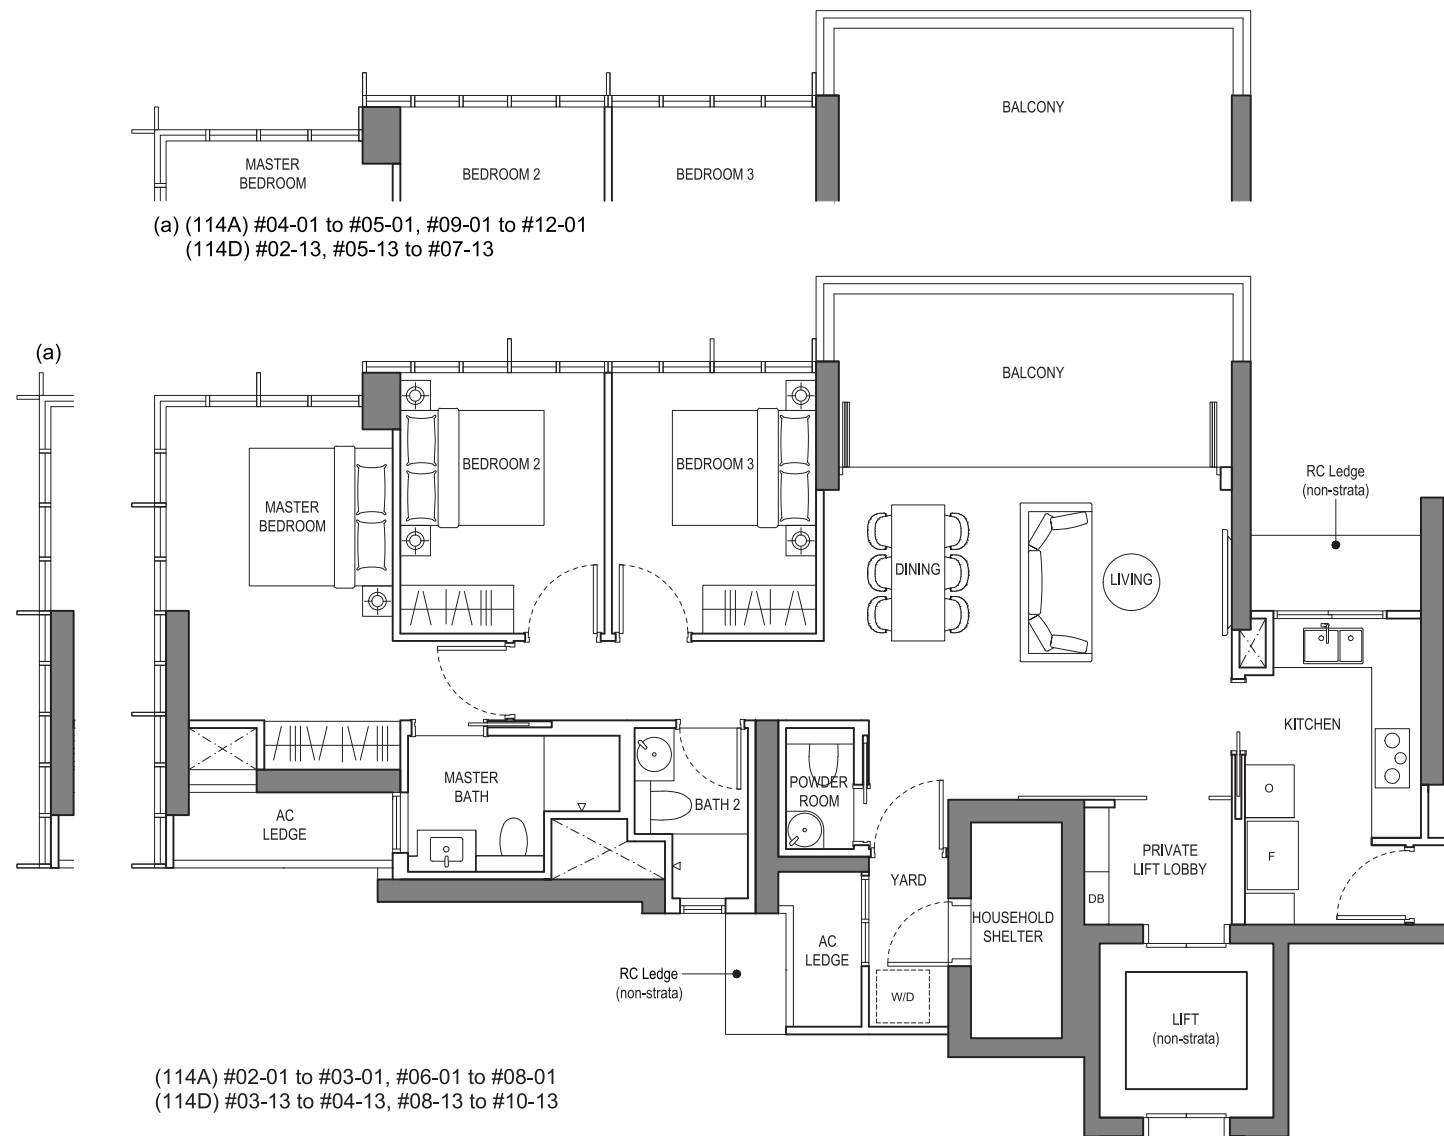 BALCONY
MASTER
BEDROOM
BEDROOM 2
BEDROOM 3
(a) (114A) #04-01 to #05-01, #09-01 to #12-01
(114D) #02-13, #05-13 to #07-13
(a)
BALCONY
MASTER
BEDROOM
BEDROOM 2
BEDROOM 3
RC Ledge
(non-strata)
DINING
LIVING
KITCHEN
MASTER
BATH
BATH 2
POWDER
ROOM
AC
LEDGE
O
F
PRIVATE
LIFT LOBBY
YARD
DB
HOUSEHOLD
SHELTER
AC
LEDGE
RC Ledge
(non-strata)
W/D
LIFT
(non-strata)
(114A) #02-01 to #03-01, #06-01 to #08-01
(114D) #03-13 to #04-13, #08-13 to #10-13